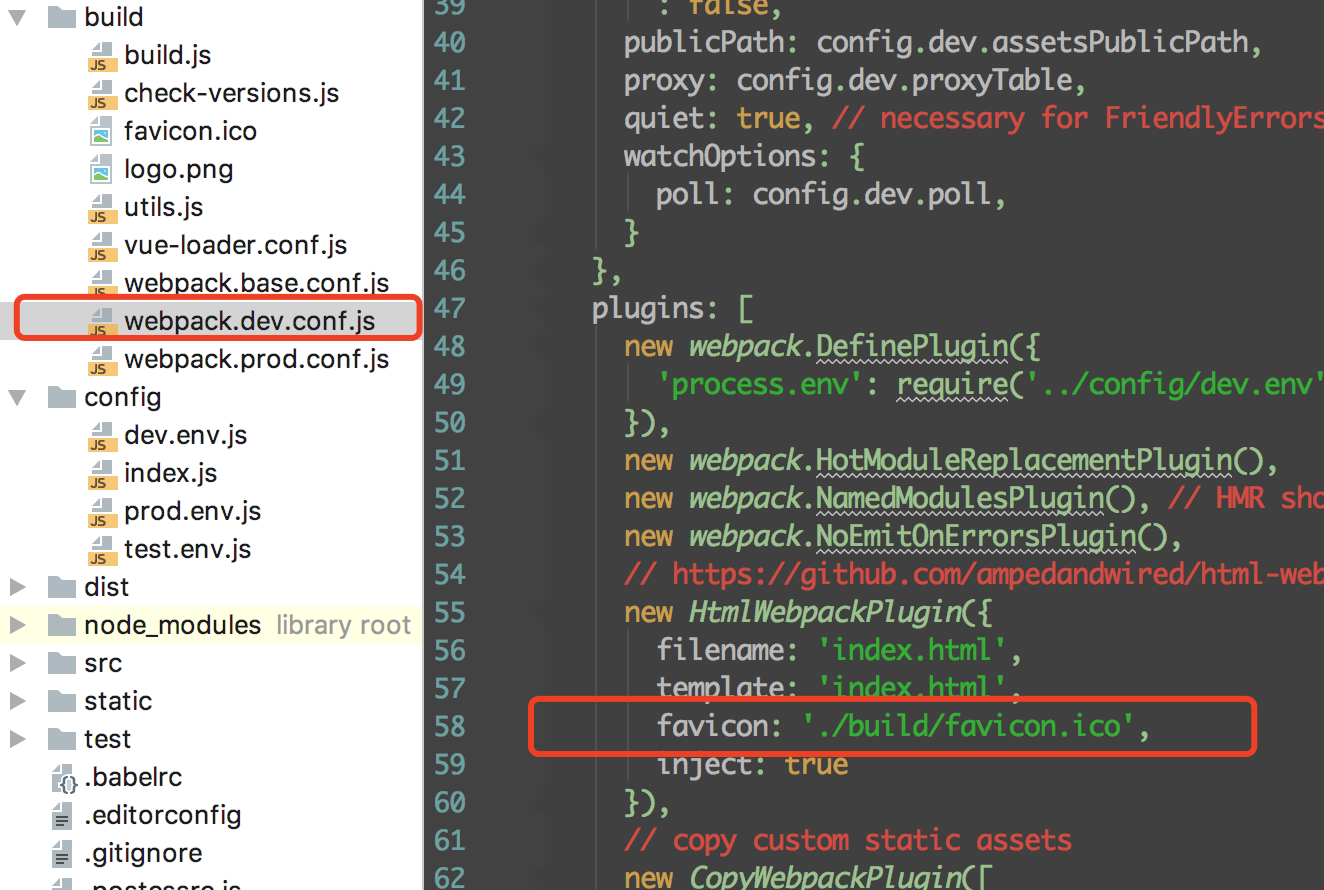 build
build.js
check-versions.js
favicon.ico
logo.png
utils.js
vue-loader.conf.js
webpack.base.conf.js
webpack.dev.conf.js
webpack.prod.conf.js
config
dev.env.js
index.js
prod.env.js
test.env.js
dist
node_modules library root
src
static
test
.babelrc
.editorconfig
.gitignore
.postcssrc.js
39 : false,
40 publicPath: config.dev.assetsPublicPath,
41 proxy: config.dev.proxyTable,
42 quiet: true, // necessary for FriendlyErrors
43 watchOptions: {
44 poll: config.dev.poll,
45 }
46 },
47 plugins: [
48 new webpack.DefinePlugin({
49 'process.env': require('../config/dev.env'
50 }),
51 new webpack.HotModuleReplacementPlugin(),
52 new webpack.NamedModulesPlugin(), // HMR sho
53 new webpack.NoEmitOnErrorsPlugin(),
54 // https://github.com/ampedandwired/html-web
55 new HtmlWebpackPlugin({
56 filename: 'index.html',
57 template: 'index.html',
58 favicon: './build/favicon.ico',
59 inject: true
60 }),
61 // copy custom static assets
62 new CopyWebpackPlugin([